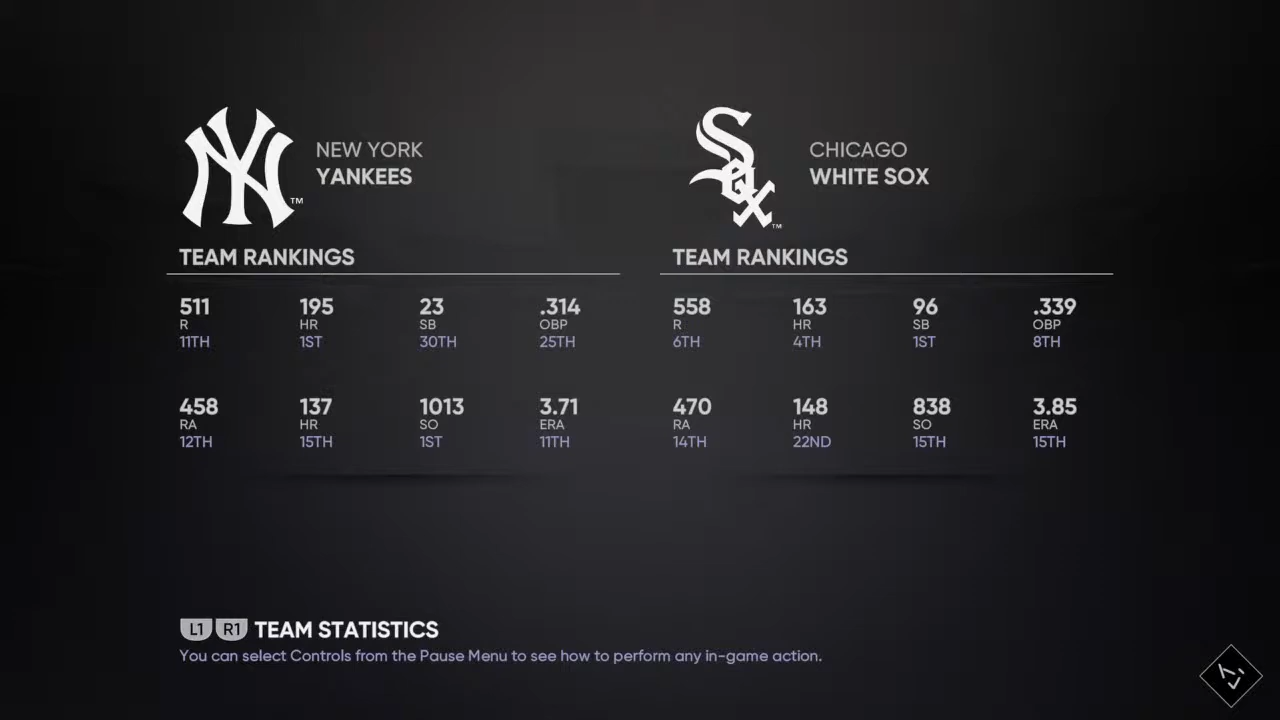 NY TM
NEW YORK
YANKEES
TEAM RANKINGS
511 195 23 .314
R HR SB OBP
11TH 1ST 30TH 25TH
458 137 1013 3.71
RA HR SO ERA
12TH 15TH 1ST 11TH
Sox TM
CHICAGO
WHITE SOX
TEAM RANKINGS
558 163 96 .339
R HR SB OBP
6TH 4TH 1ST 8TH
470 148 838 3.85
RA HR SO ERA
14TH 22ND 15TH 15TH
L1 R1 TEAM STATISTICS
You can select Controls from the Pause Menu to see how to perform any in-game action.